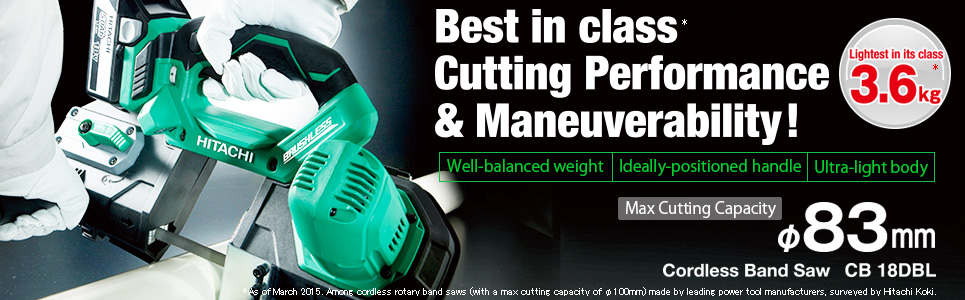 Best in class*
Cutting Performance
& Maneuverability!
Lightest in its class
3.6kg*
Well-balanced weight
Ideally-positioned handle
Ultra-light body
Max Cutting Capacity
φ83mm
Cordless Band Saw CB 18DBL
HITACHI
BRUSHLESS
HITACHI
*As of March 2015. Among cordless rotary band saws (with a max cutting capacity of φ100mm) made by leading power tool manufacturers, surveyed by Hitachi Koki.